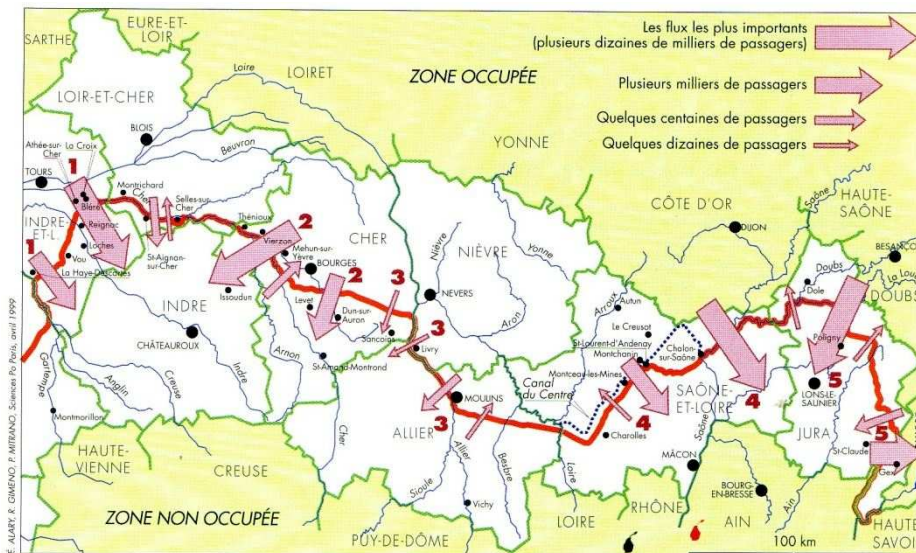 Les flux les plus importants
(plusieurs dizaines de milliers de passagers)
Plusieurs milliers de passagers
Quelques centaines de passagers
Quelques dizaines de passagers
ZONE OCCUPÉE
ZONE NON OCCUPÉE
SARTHE
EURE-ET-
LOIR
LOIRET
LOIR-ET-CHER
Loire
BLOIS
Beuvron
YONNE
Athée-sur-
Cher
La Croix
TOURS
1
Bléré
Montrichard
Cher
Selles-sur-
Cher
Thénioux
INDRE-
ET-L.
Reignac
Loches
Vou
1
La Haye-Descartes
St-Aignan-
sur-Cher
Vierzon
2
Mehun-sur-
Yèvre
CHER
BOURGES
2
Levet
Dun-sur-
Auron
3
Sancoins
INDRE
Issoudun
CHÂTEAUROUX
Arnon
St-Amand-Montrond
Indre
Creuse
Anglin
Gartempe
Montmorillon
HAUTE-
VIENNE
CREUSE
Cher
NIÈVRE
Nièvre
Yonne
NEVERS
Aron
3
Livry
Canal
du Centre
MOULINS
3
ALLIER
Allier
Sioule
Besbre
Vichy
PUY-DE-DÔME
LOIRE
Loire
CÔTE D'OR
DIJON
Saône
HAUTE-
SAÔNE
BESANÇON
Doubs
DOUBS
Dole
Arroux
Autun
Le Creusot
St-Laurent-d'Andenay
Montchanin
Chalon-
sur-Saône
Montceau-les-Mines
SAÔNE-
ET-LOIRE
4
4
Charolles
Saône
MÂCON
RHÔNE
BOURG-
EN-BRESSE
AIN
Ain
Poligny
LONS-LE-
SAUNIER
5
JURA
5
St-Claude
Gex
HAUTE-
SAVOIE
100 km
É. ALARY, R. GIMENO, P. MITRANO, Sciences Po Paris, avril 1999